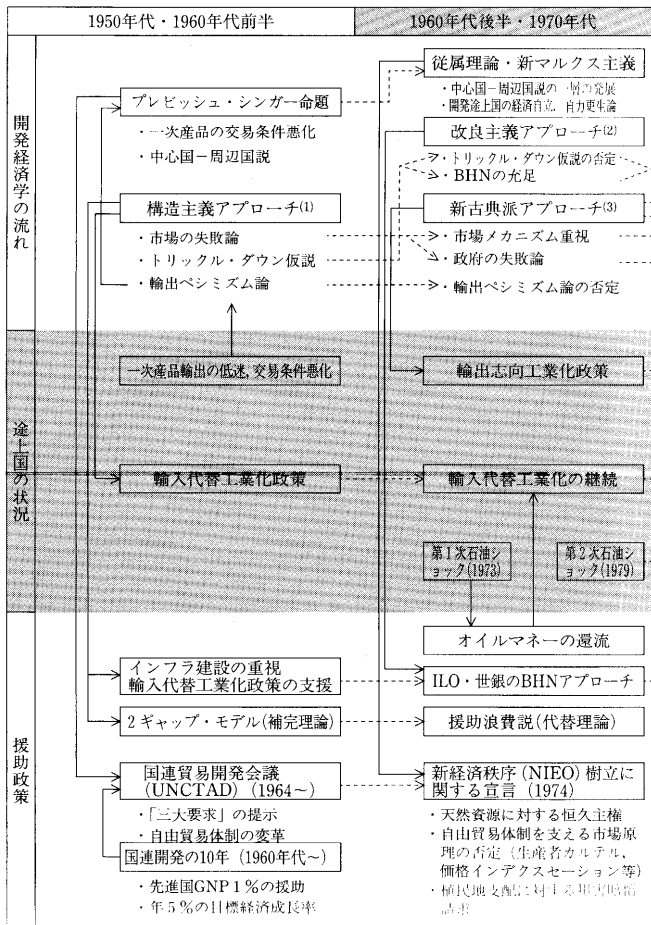 1950年代・1960年代前半
1960年代後半・1970年代
開発経済学の流れ
プレビッシュ・シンガー命題
・一次産品の交易条件悪化
・中心国－周辺国説
構造主義アプローチ(1)
・市場の失敗論
・トリックル・ダウン仮説
・輸出ペシミズム論
従属理論・新マルクス主義
・中心国－周辺国説の一層の発展
・開発途上国の経済自立、自力更生論
改良主義アプローチ(2)
・トリックル・ダウン仮説の否定
・BHNの充足
新古典派アプローチ(3)
・市場メカニズム重視
・政府の失敗論
・輸出ペシミズム論の否定
途上国の状況
一次産品輸出の低迷,交易条件悪化
輸入代替工業化政策
輸出志向工業化政策
輸入代替工業化の継続
第1次石油シ
ョック(1973)
第2次石油シ
ョック(1979)
援助政策
インフラ建設の重視
輸入代替工業化政策の支援
2ギャップ・モデル(補完理論)
国連貿易開発会議
(UNCTAD)(1964～)
・「三大要求」の提示
・自由貿易体制の変革
国連開発の10年(1960年代～)
・先進国GNP1％の援助
・年5％の目標経済成長率
オイルマネーの還流
ILO・世銀のBHNアプローチ
援助浪費説(代替理論)
新経済秩序(NIEO)樹立に
関する宣言(1974)
・天然資源に対する恒久主権
・自由貿易体制を支える市場原
理の否定(生産者カルテル、
価格インデクスセーション等)
・植民地支配に対する損害賠償
請求